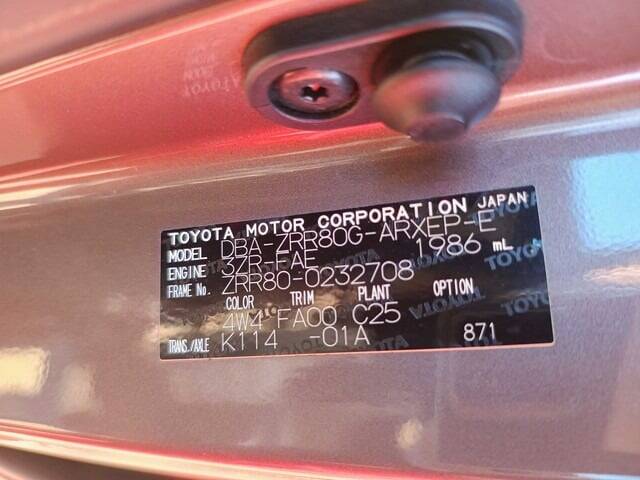 TOYOTA MOTOR CORPORATION JAPAN
MODEL DBA-ZRR80G-ARXEP-E
ENGINE 3ZR-FAE 1986 mL
FRAME No. ZRR80-0232708
COLOR TRIM PLANT OPTION
4W4 FA00 C25
TRANS./AXLE K114 -01A 871